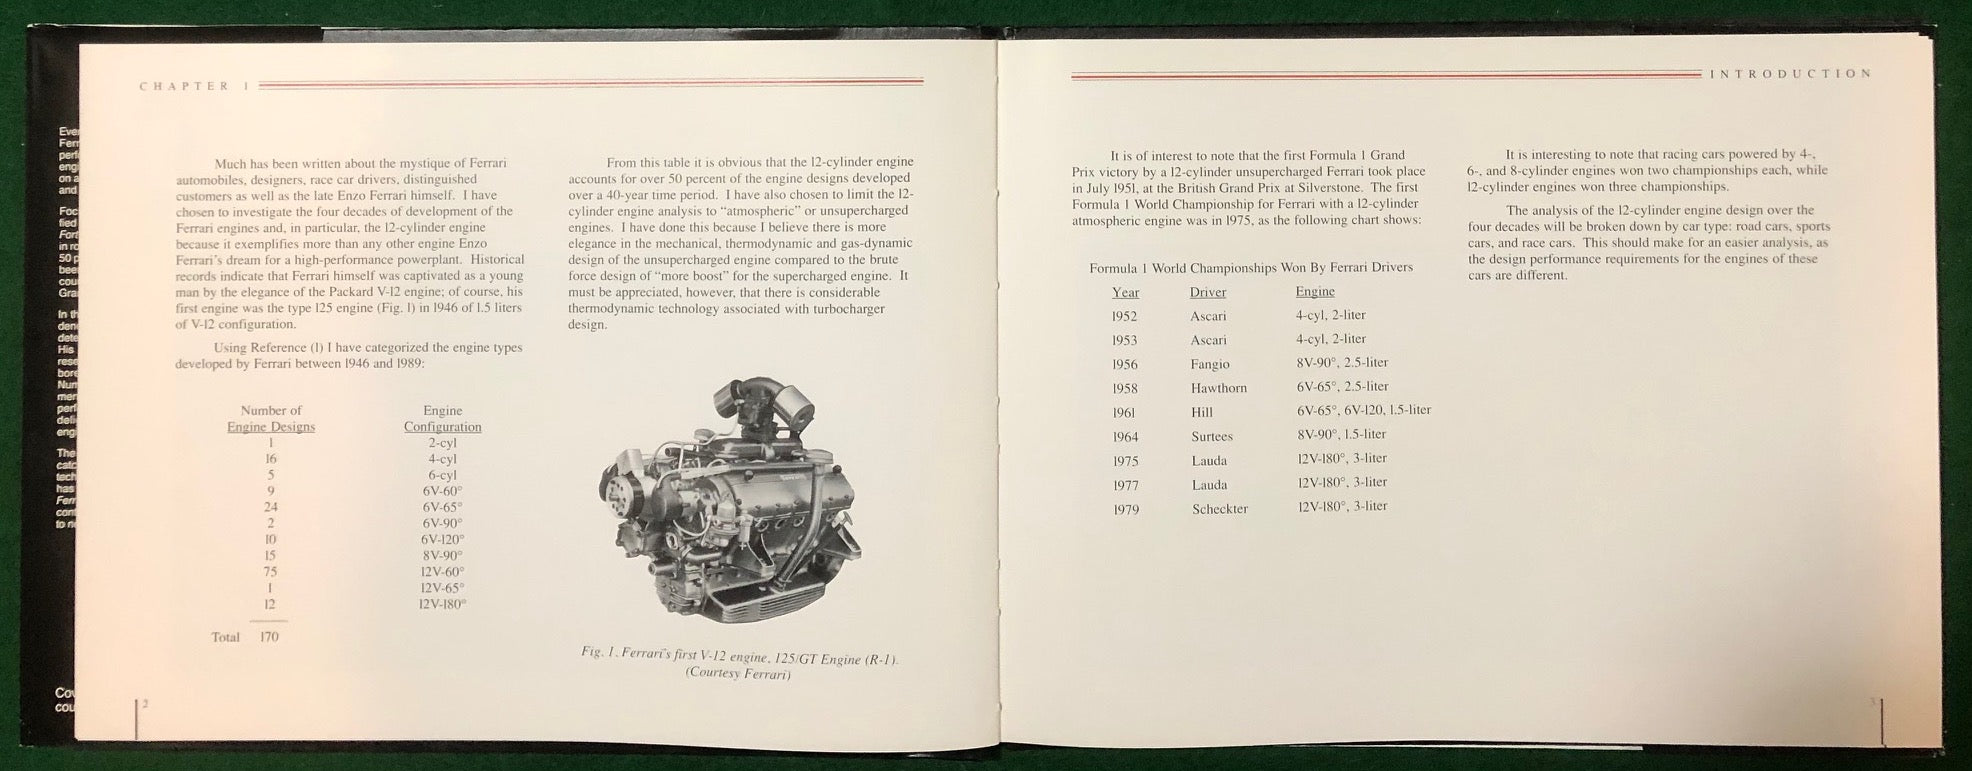 CHAPTER 1
Much has been written about the mystique of Ferrari
automobiles, designers, race car drivers, distinguished
customers as well as the late Enzo Ferrari himself. I have
chosen to investigate the four decades of development of the
Ferrari engines and, in particular, the 12-cylinder engine
because it exemplifies more than any other engine Enzo
Ferrari's dream for a high-performance powerplant. Historical
records indicate that Ferrari himself was captivated as a young
man by the elegance of the Packard V-12 engine; of course, his
first engine was the type 125 engine (Fig. 1) in 1946 of 1.5 liters
of V-12 configuration.
Using Reference (1) I have categorized the engine types
developed by Ferrari between 1946 and 1989:
Number of Engine
Engine Designs Configuration
1 2-cyl
16 4-cyl
5 6-cyl
9 6V-60°
24 6V-65°
2 6V-90°
10 6V-120°
15 8V-90°
75 12V-60°
1 12V-65°
12 12V-180°
Total 170
From this table it is obvious that the 12-cylinder engine
accounts for over 50 percent of the engine designs developed
over a 40-year time period. I have also chosen to limit the 12-
cylinder engine analysis to "atmospheric" or unsupercharged
engines. I have done this because I believe there is more
elegance in the mechanical, thermodynamic and gas-dynamic
design of the unsupercharged engine compared to the brute
force design of "more boost" for the supercharged engine. It
must be appreciated, however, that there is considerable
thermodynamic technology associated with turbocharger
design.
Fig. 1. Ferrari's first V-12 engine, 125/GT Engine (R-1).
(Courtesy Ferrari)
2
INTRODUCTION
It is of interest to note that the first Formula 1 Grand
Prix victory by a 12-cylinder unsupercharged Ferrari took place
in July 1951, at the British Grand Prix at Silverstone. The first
Formula 1 World Championship for Ferrari with a 12-cylinder
atmospheric engine was in 1975, as the following chart shows:
Formula 1 World Championships Won By Ferrari Drivers
Year Driver Engine
1952 Ascari 4-cyl, 2-liter
1953 Ascari 4-cyl, 2-liter
1956 Fangio 8V-90°, 2.5-liter
1958 Hawthorn 6V-65°, 2.5-liter
1961 Hill 6V-65°, 6V-120, 1.5-liter
1964 Surtees 8V-90°, 1.5-liter
1975 Lauda 12V-180°, 3-liter
1977 Lauda 12V-180°, 3-liter
1979 Scheckter 12V-180°, 3-liter
It is interesting to note that racing cars powered by 4-,
6-, and 8-cylinder engines won two championships each, while
12-cylinder engines won three championships.
The analysis of the 12-cylinder engine design over the
four decades will be broken down by car type: road cars, sports
cars, and race cars. This should make for an easier analysis, as
the design performance requirements for the engines of these
cars are different.
3